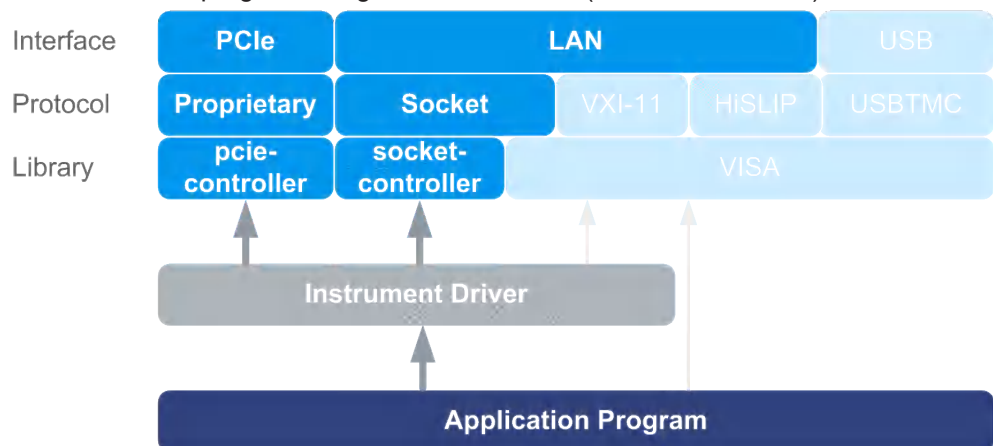 Interface PCIe LAN USB
Protocol Proprietary Socket VXI-11 HiSLIP USBTMC
Library pcie-controller socket-controller VISA
Instrument Driver
Application Program